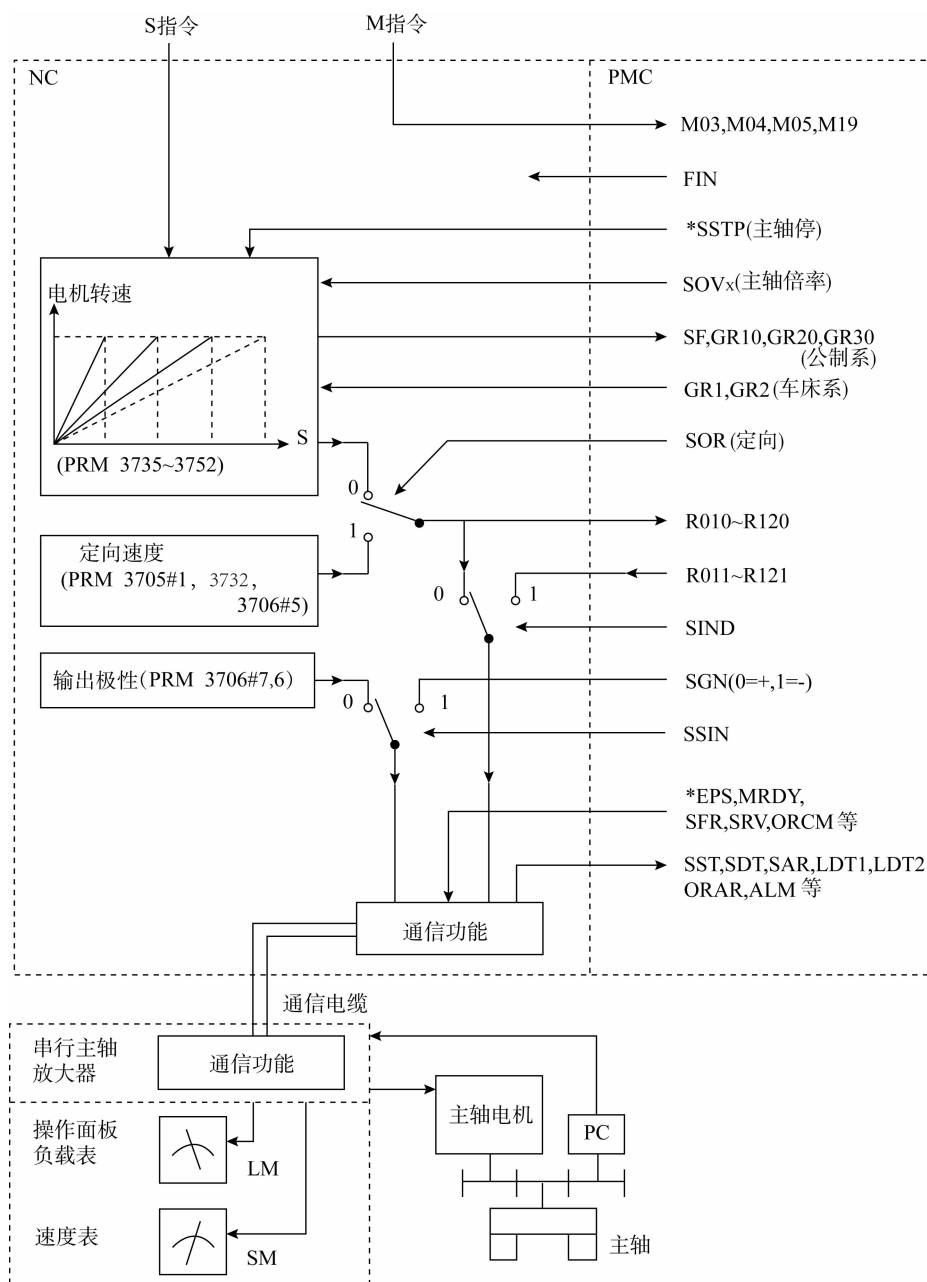 S指令
M指令
NC
PMC
M03,M04,M05,M19
FIN
*SSTP(主轴停)
SOVx(主轴倍率)
电机转速
SF,GR10,GR20,GR30
(公制系)
GR1,GR2(车床系)
S
(PRM 3735~3752)
SOR(定向)
0
1
R010~R120
定向速度
(PRM 3705#1, 3732,
3706#5)
R011~R121
0
1
SIND
输出极性(PRM 3706#7,6)
SGN(0=+,1=-)
0
1
SSIN
*EPS,MRDY,
SFR,SRV,ORCM等
SST,SDT,SAR,LDT1,LDT2
ORAR,ALM 等
通信功能
通信电缆
串行主轴
放大器
通信功能
主轴电机
PC
操作面板
负载表
LM
速度表
SM
主轴